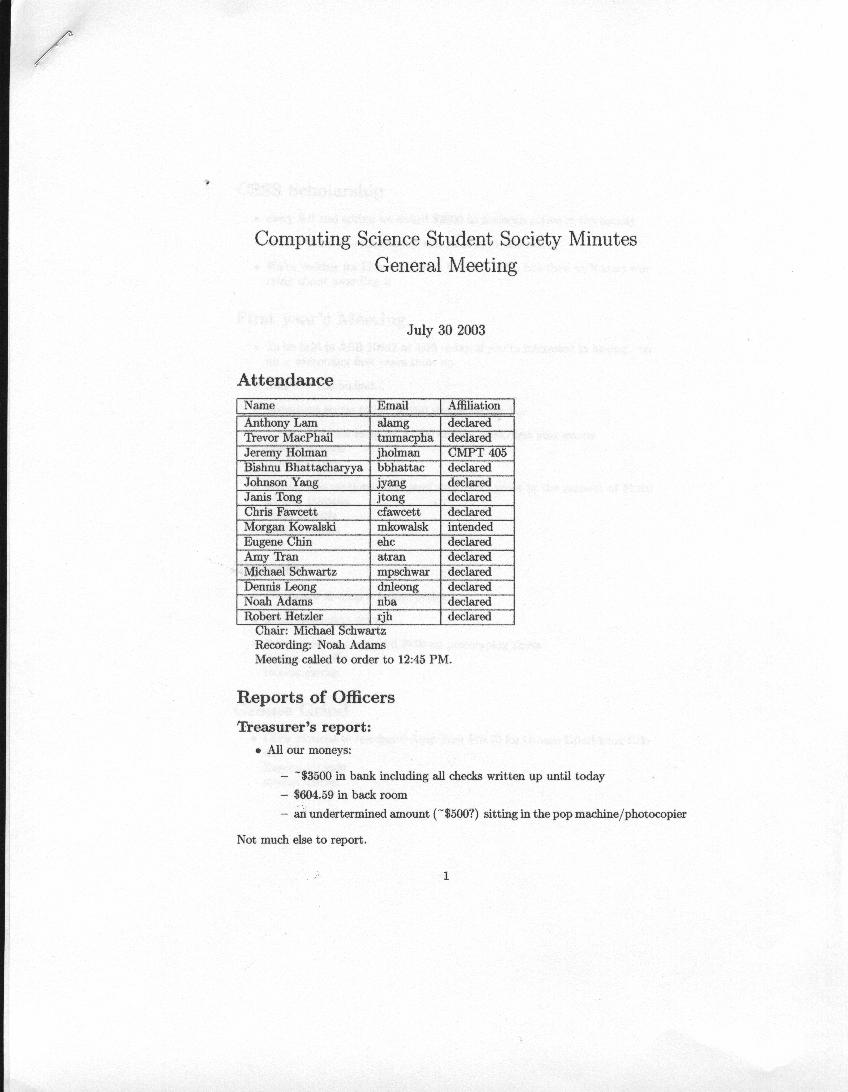 Computing Science Student Society Minutes
General Meeting
July 30 2003
Attendance
Name Email Affiliation
Anthony Lam alamg declared
Trevor MacPhail tmmacpha declared
Jeremy Holman jholman CMPT 405
Bishnu Bhattacharyya bbhattac declared
Johnson Yang jyang declared
Janis Tong jtong declared
Chris Fawcett cfawcett declared
Morgan Kowalski mkowalsk intended
Eugene Chin ehc declared
Amy Tran atran declared
Michael Schwartz mpschwar declared
Dennis Leong dnleong declared
Noah Adams nba declared
Robert Hetzler rjh declared
Chair: Michael Schwartz
Recording: Noah Adams
Meeting called to order to 12:45 PM.
Reports of Officers
Treasurer's report:
• All our moneys:
– ~$3500 in bank including all checks written up until today
– $604.59 in back room
– an undertermined amount (~$500?) sitting in the pop machine/photocopier
Not much else to report.
1